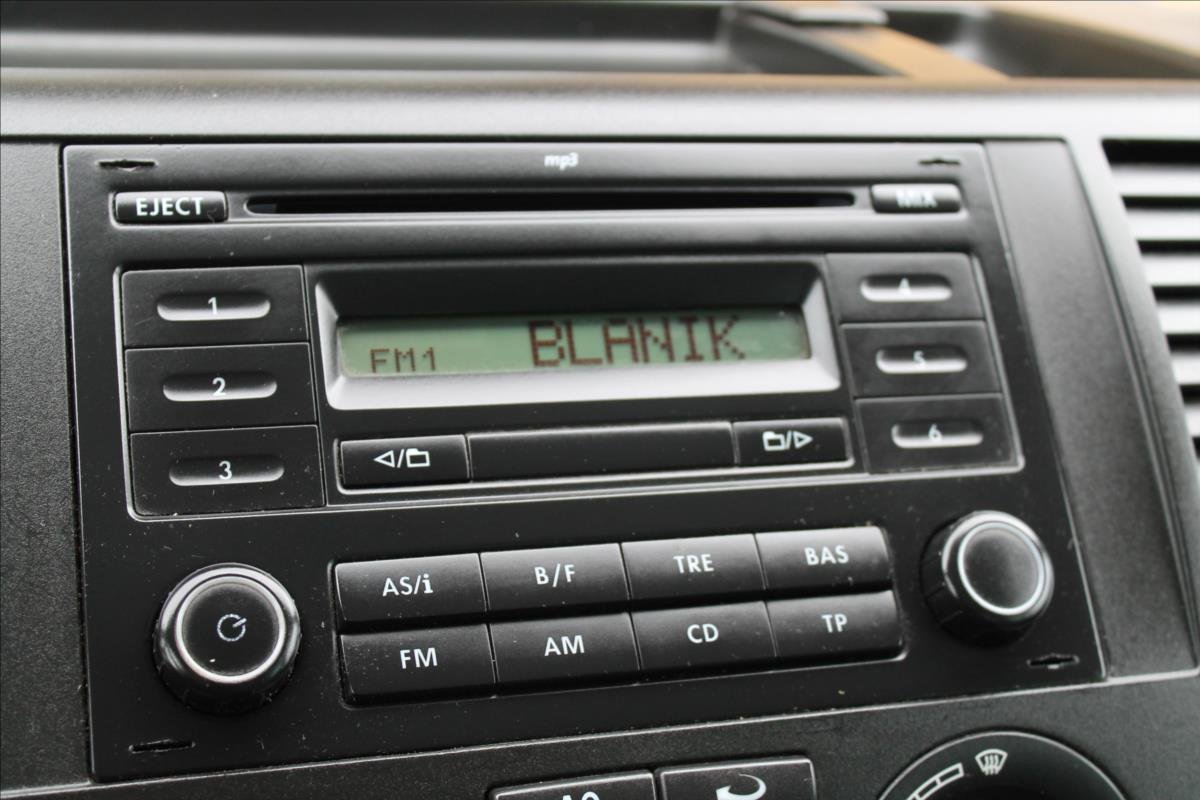 mp3
EJECT
MIX
1
4
FM1 BLANIK
2
5
3
6
AS/i B/F TRE BAS
FM AM CD TP